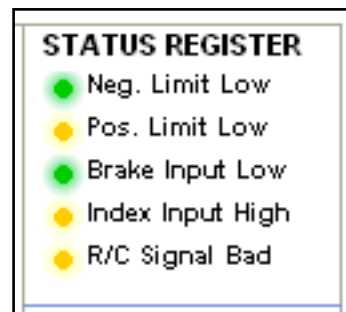 STATUS REGISTER
Neg. Limit Low
Pos. Limit Low
Brake Input Low
Index Input High
R/C Signal Bad